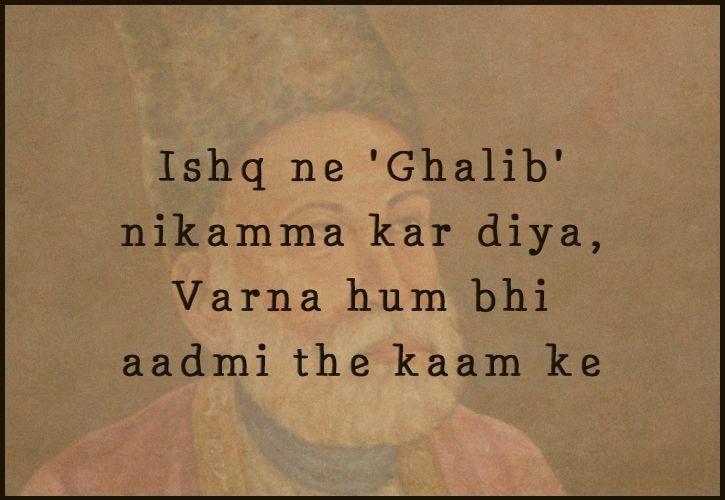 Ishq ne 'Ghalib'
nikamma kar diya,
Varna hum bhi
aadmi the kaam ke